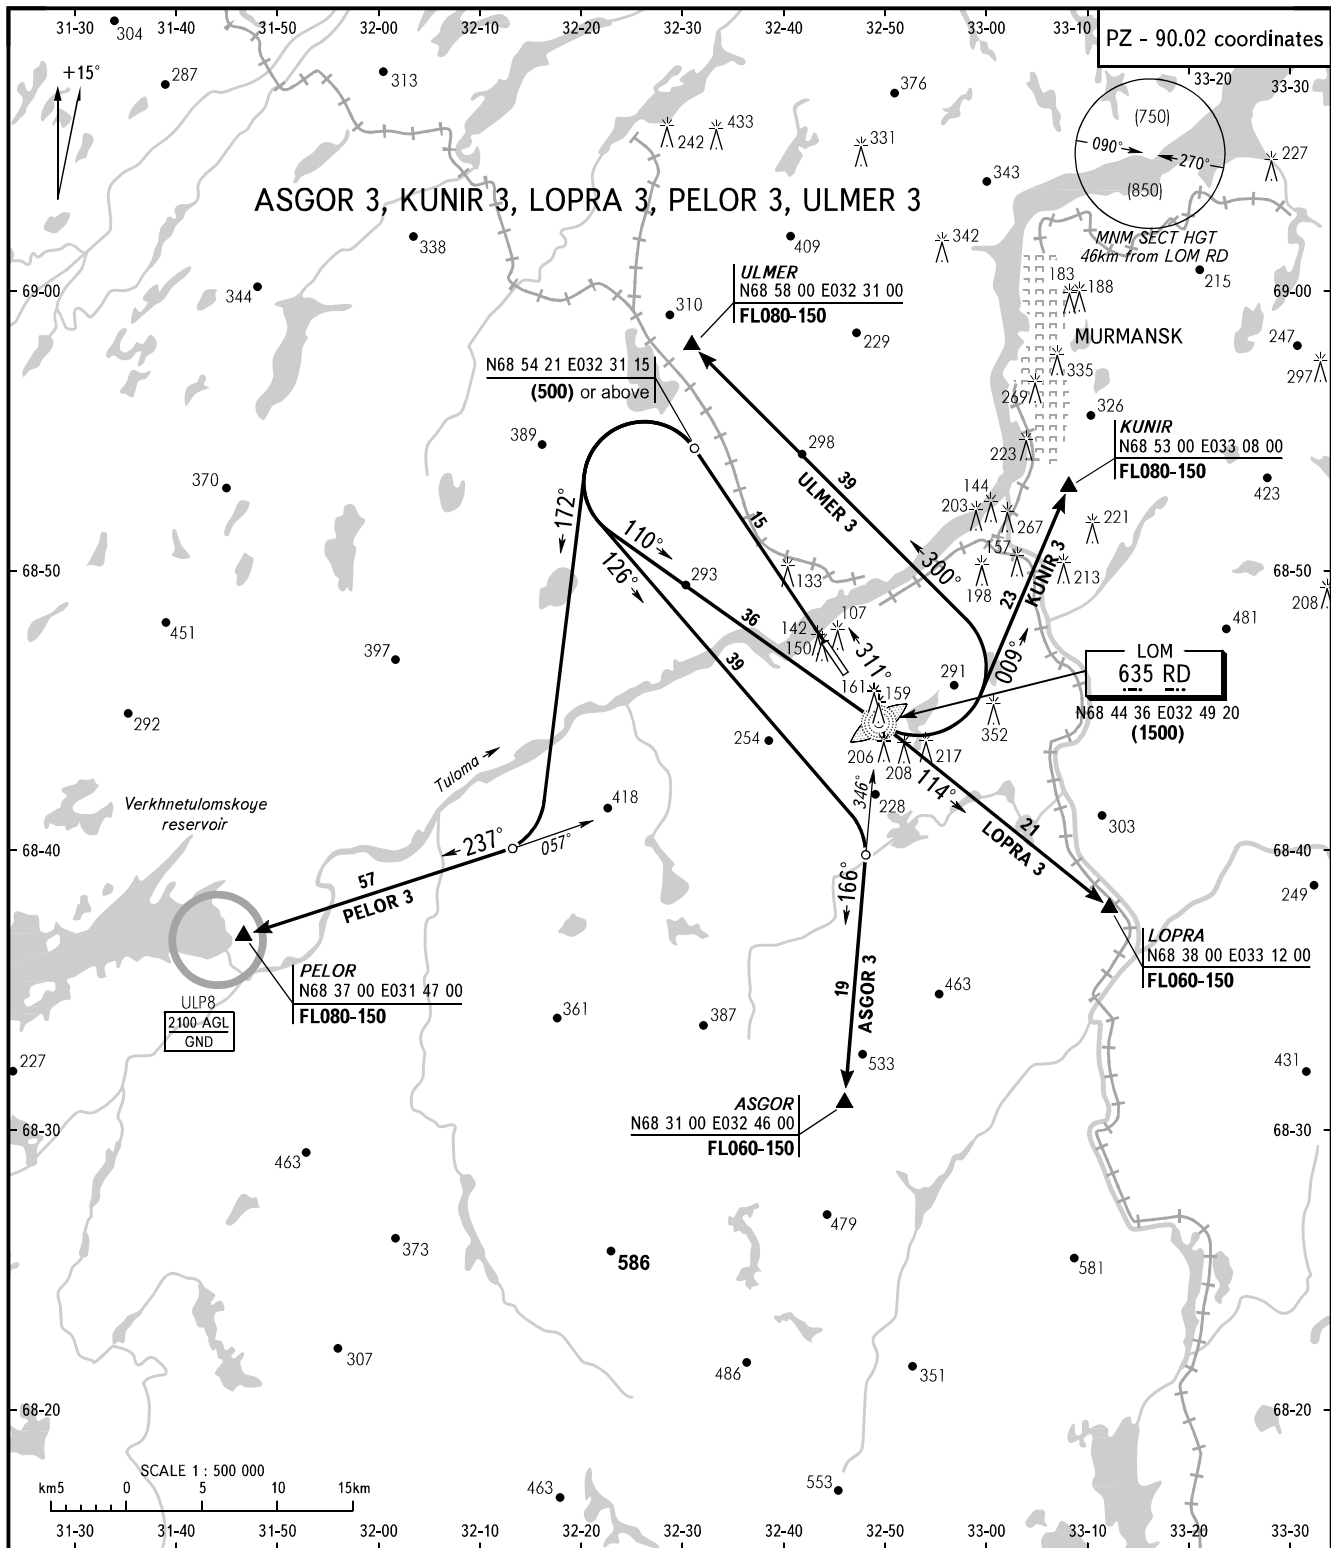 31-30 31-40 31-50 32-00 32-10 32-20 32-30 32-40 32-50 33-00 33-10
PZ - 90.02 coordinates
33-20 33-30
304
+15°
287
313
376
242
433
331
(750)
090°
270°
(850)
227
343
ASGOR 3, KUNIR 3, LOPRA 3, PELOR 3, ULMER 3
338
409
342
MNM SECT HGT
46km from LOM RD
215
ULMER
N68 58 00 E032 31 00
FL080-150
183
188
69-00
69-00
344
310
229
MURMANSK
247
297
335
269
N68 54 21 E032 31 15
(500) or above
326
KUNIR
N68 53 00 E033 08 00
FL080-150
389
298
223
39
ULMER 3
370
144
203
267
423
221
172°
15
110°
126°
300°
157
KUNIR 3
68-50
68-50
293
133
198
213
23
208
451
107
142
150
36
311°
481
397
39
009°
LOM
635 RD
N68 44 36 E032 49 20
(1500)
291
161
159
292
352
254
206
208
217
Tuloma
346°
114°
228
Verkhnetulomskoye
reservoir
418
303
21
LOPRA 3
237°
057°
68-40
68-40
57
PELOR 3
166°
249
LOPRA
N68 38 00 E033 12 00
FL060-150
PELOR
N68 37 00 E031 47 00
FL080-150
ULP8
2100 AGL
GND
19
ASGOR 3
463
361
387
227
533
431
ASGOR
N68 31 00 E032 46 00
FL060-150
68-30
68-30
463
479
373
586
581
307
486
351
68-20
68-20
SCALE 1 : 500 000
km5 0 5 10 15km
463
553
31-30 31-40 31-50 32-00 32-10 32-20 32-30 32-40 32-50 33-00 33-10 33-20 33-30